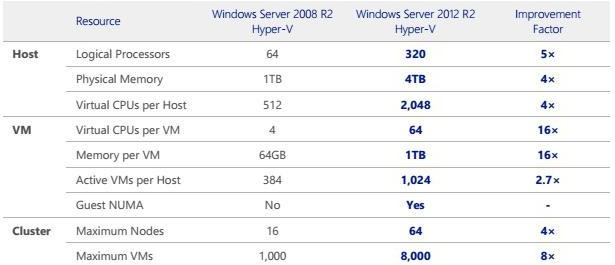 Resource Windows Server 2008 R2 Hyper-V Windows Server 2012 R2 Hyper-V Improvement Factor
Host Logical Processors 64 320 5×
Physical Memory 1TB 4TB 4×
Virtual CPUs per Host 512 2,048 4×
VM Virtual CPUs per VM 4 64 16×
Memory per VM 64GB 1TB 16×
Active VMs per Host 384 1,024 2.7×
Guest NUMA No Yes -
Cluster Maximum Nodes 16 64 4×
Maximum VMs 1,000 8,000 8×